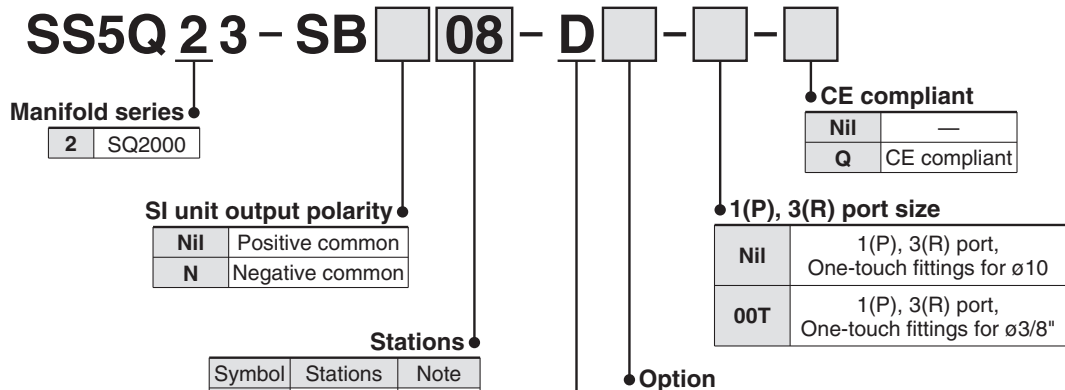 SS5Q 2 3 – SB 08 – D – –
Manifold series
2 SQ2000
CE compliant
Nil —
Q CE compliant
SI unit output polarity
Nil Positive common
N Negative common
1(P), 3(R) port size
Nil 1(P), 3(R) port,
One-touch fittings for ø10
00T 1(P), 3(R) port,
One-touch fittings for ø3/8"
Stations
Symbol Stations Note
Option